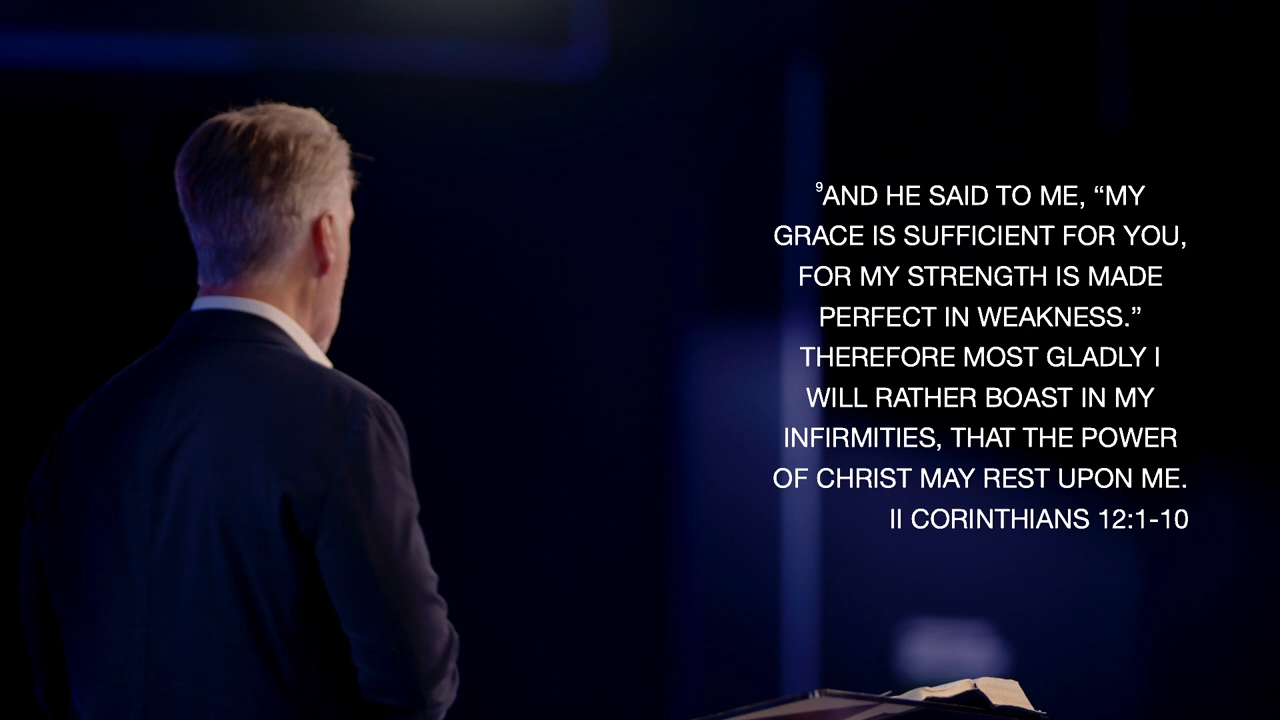 ⁹AND HE SAID TO ME, “MY
GRACE IS SUFFICIENT FOR YOU,
FOR MY STRENGTH IS MADE
PERFECT IN WEAKNESS.”
THEREFORE MOST GLADLY I
WILL RATHER BOAST IN MY
INFIRMITIES, THAT THE POWER
OF CHRIST MAY REST UPON ME.
II CORINTHIANS 12:1-10